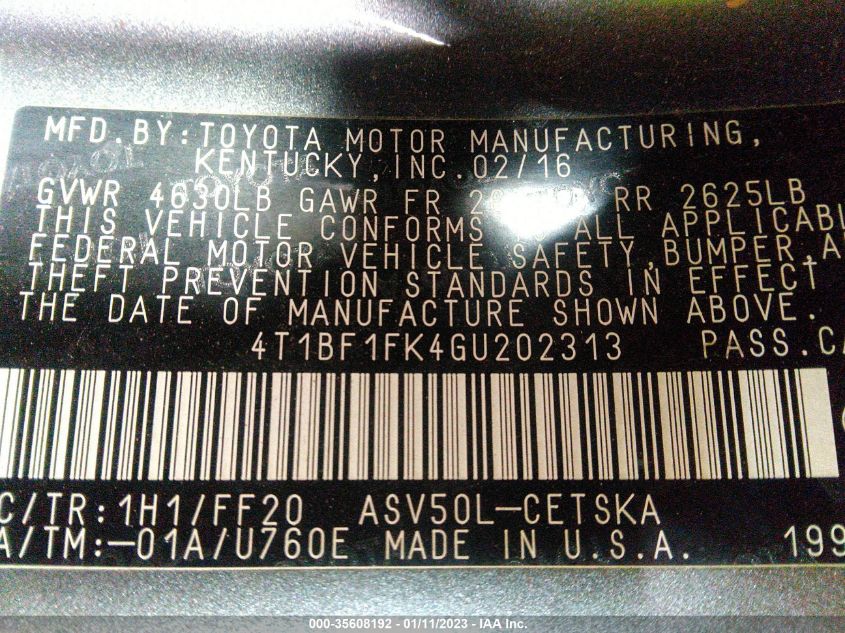 MFD.BY:TOYOTA MOTOR MANUFACTURING,
KENTUCKY,INC.02/16
GVWR 4630LB GAWR FR RR 2625LB
THIS VEHICLE CONFORMS ALL APPLICABL
FEDERAL MOTOR VEHICLE SAFETY,BUMPER,A
THEFT PREVENTION STANDARDS IN EFFECT
THE DATE OF MANUFACTURE SHOWN ABOVE.
4T1BF1FK4GU202313 PASS.CA
C/TR:1H1/FF20 ASV50L-CETSKA
A/TM:-01A/U760E MADE IN U.S.A. 199
000-35608192 - 01/11/2023 - IAA Inc.